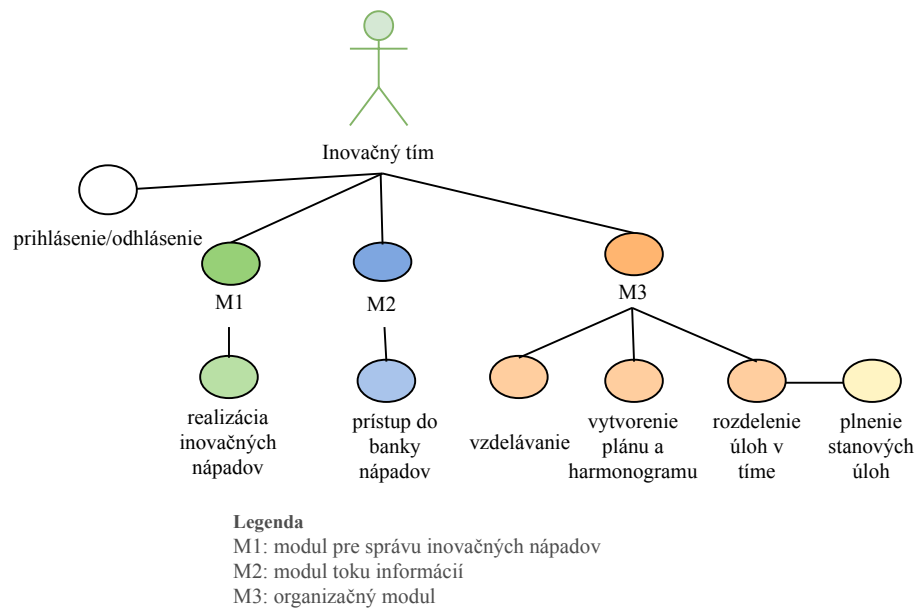 Inovačný tím
prihlásenie/odhlásenie
M1
M2
M3
realizácia
inovačných
nápadov
prístup do
banky
nápadov
vzdelávanie
vytvorenie
plánu a
harmonogramu
rozdelenie
úloh v
tíme
plnenie
stanových
úloh
Legenda
M1: modul pre správu inovačných nápadov
M2: modul toku informácií
M3: organizačný modul